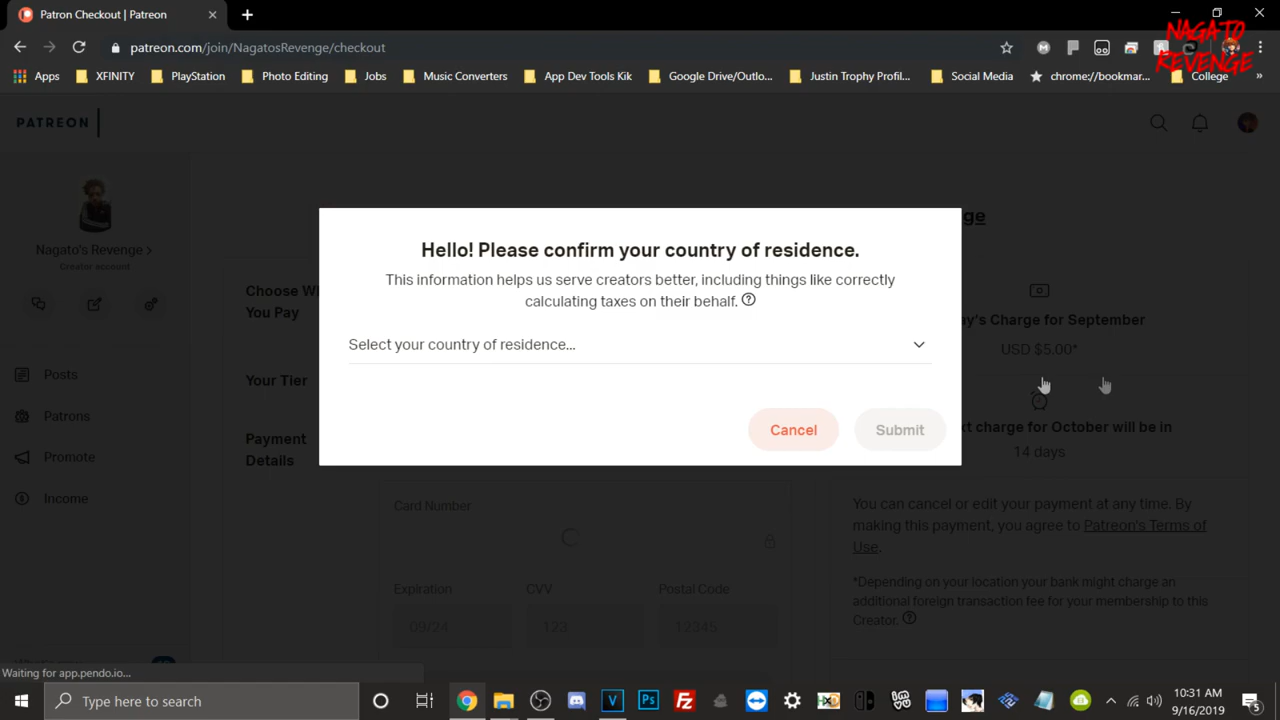 Patron Checkout | Patreon
NAGATO
REVENGE
patreon.com/join/NagatosRevenge/checkout
Apps XFINITY PlayStation Photo Editing Jobs Music Converters App Dev Tools Kik Google Drive/Outlo... Justin Trophy Profil... Social Media chrome://bookmar... College »
PATREON
Nagato's Revenge >
Creator account
Posts
Patrons
Promote
Income
Choose
You Pay
Your Tier
Payment
Details
Hello! Please confirm your country of residence.
This information helps us serve creators better, including things like correctly
calculating taxes on their behalf.
Select your country of residence...
Cancel Submit
Card Number
Expiration CVV Postal Code
09/24 123 12345
ge
y's Charge for September
USD $5.00*
xt charge for October will be in
14 days
You can cancel or edit your payment at any time. By
making this payment, you agree to Patreon's Terms of
Use.
*Depending on your location your bank might charge an
additional foreign transaction fee for your membership to this
Creator.
Waiting for app.pendo.io...
Type here to search
10:31 AM
9/16/2019
5